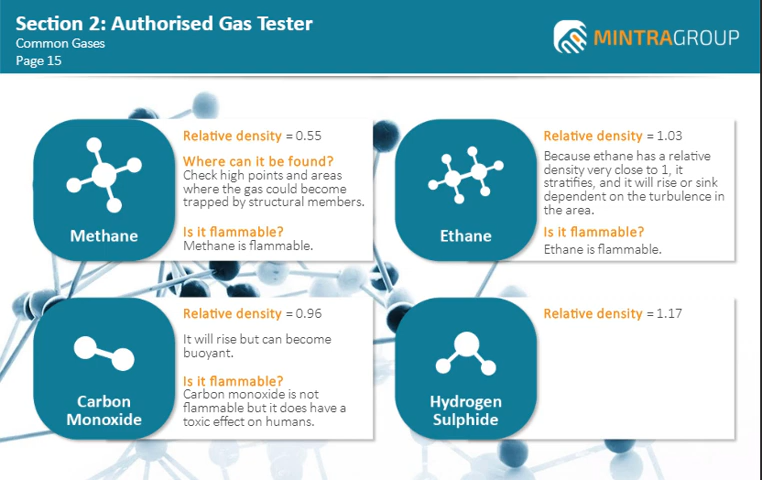 Section 2: Authorised Gas Tester
Common Gases
Page 15
MINTRAGROUP
Methane
Relative density = 0.55
Where can it be found?
Check high points and areas
where the gas could become
trapped by structural members.
Is it flammable?
Methane is flammable.
Ethane
Relative density = 1.03
Because ethane has a relative
density very close to 1, it
stratifies, and it will rise or sink
dependent on the turbulence in
the area.
Is it flammable?
Ethane is flammable.
Carbon
Monoxide
Relative density = 0.96
It will rise but can become
buoyant.
Is it flammable?
Carbon monoxide is not
flammable but it does have a
toxic effect on humans.
Hydrogen
Sulphide
Relative density = 1.17